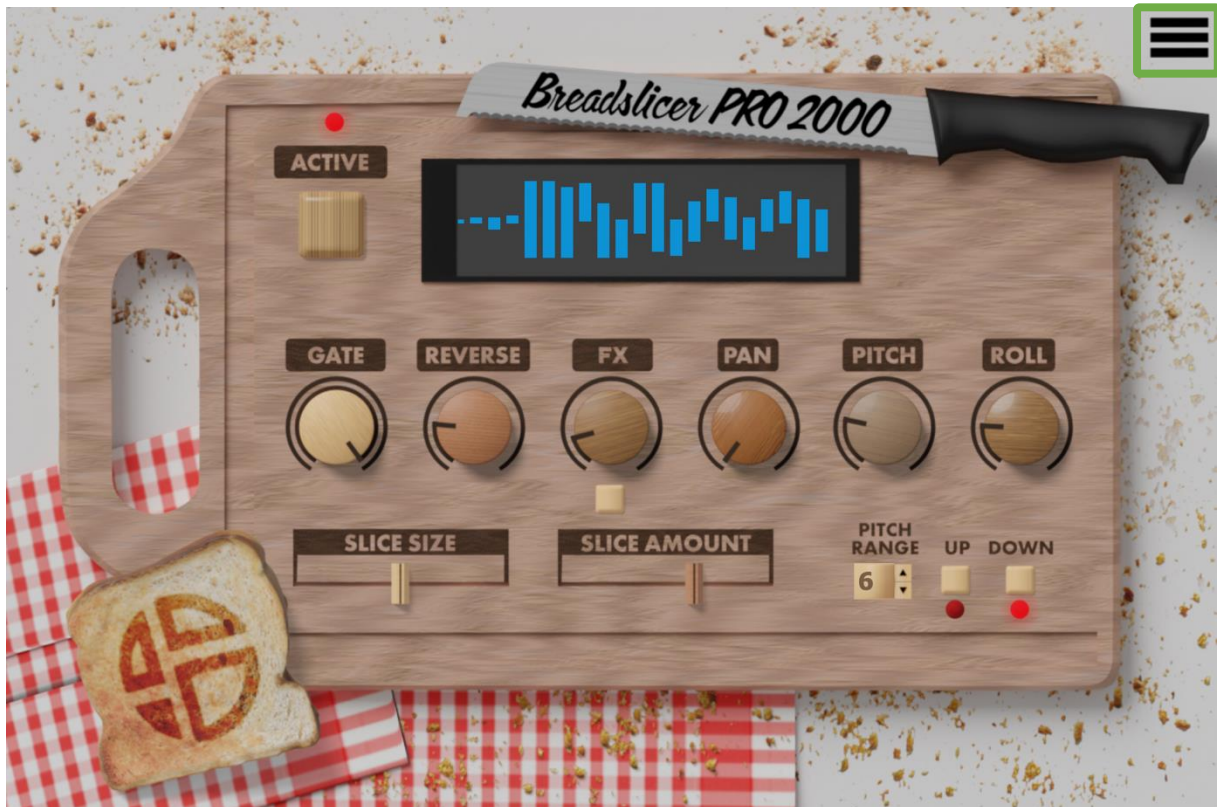 Breadslicer PRO 2000
ACTIVE
GATE
REVERSE
FX
PAN
PITCH
ROLL
SLICE SIZE
SLICE AMOUNT
PITCH
RANGE
UP
DOWN
6